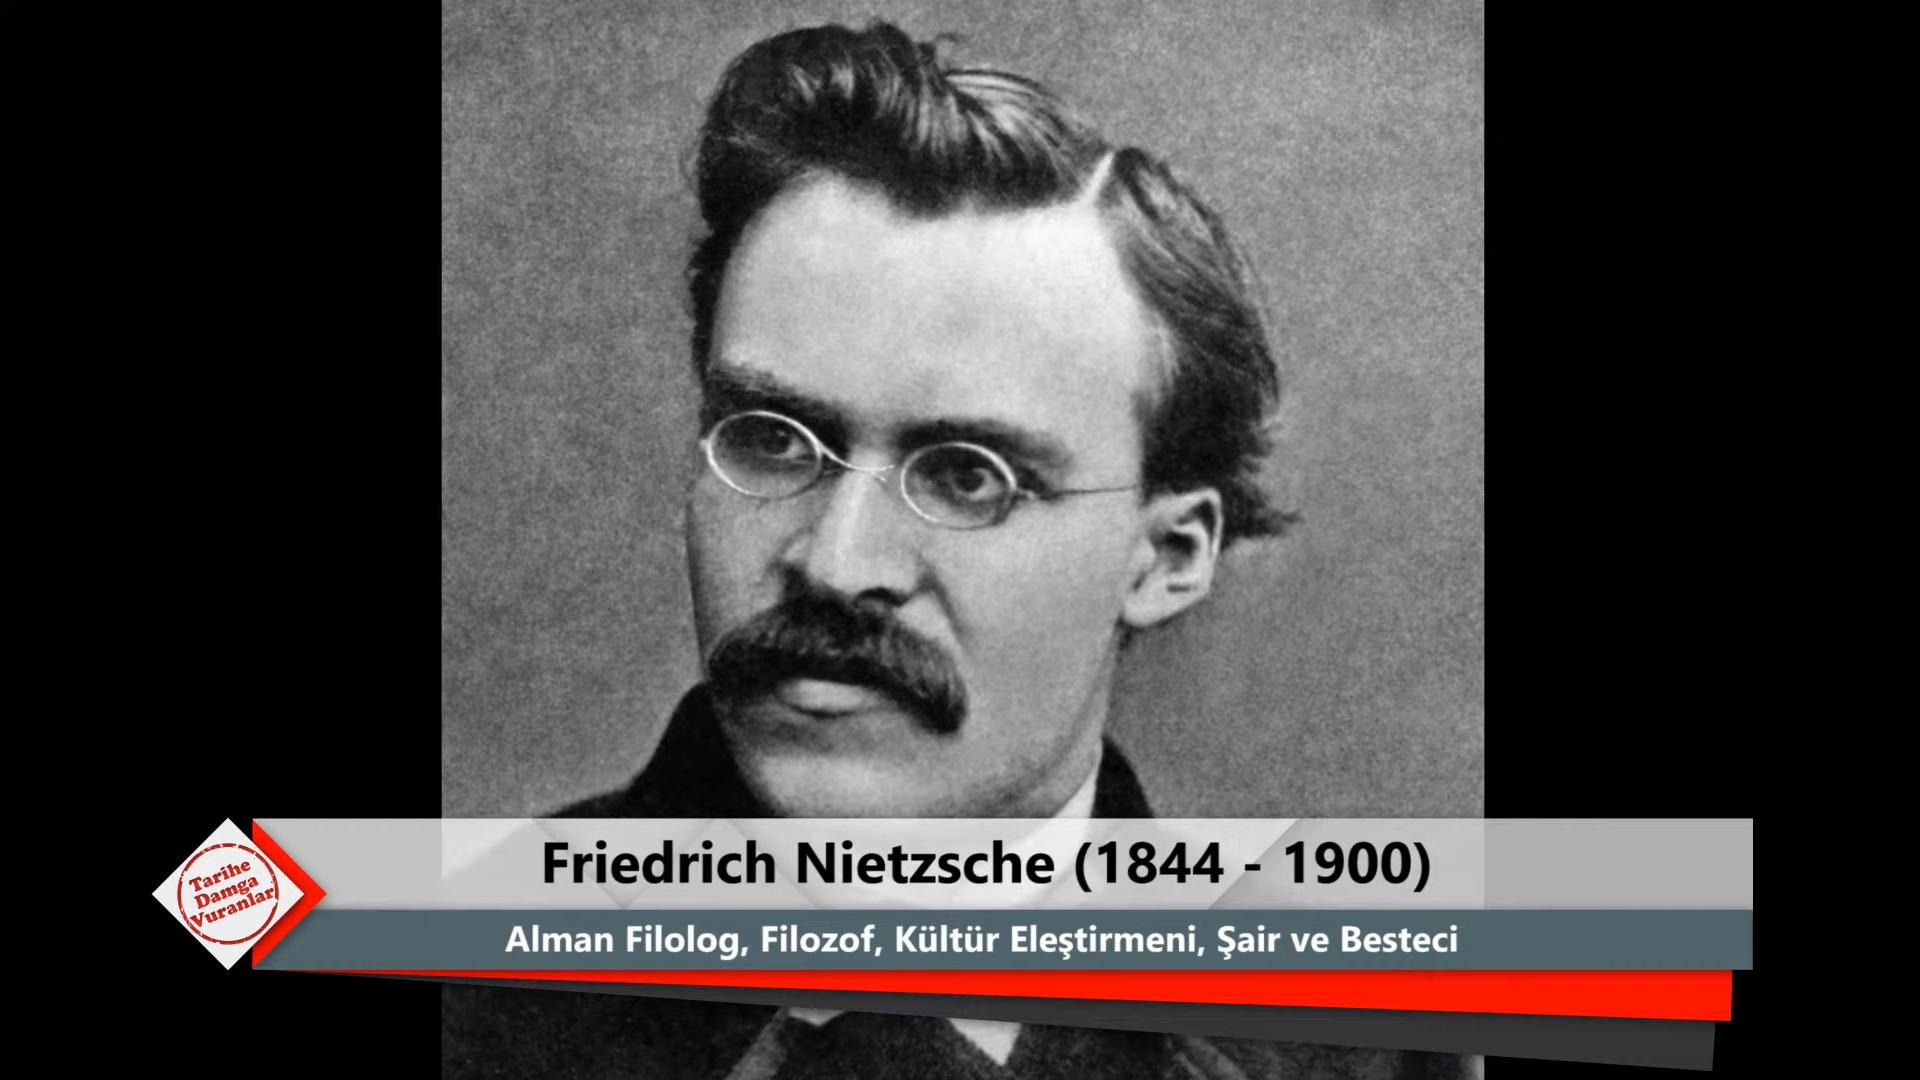 Friedrich Nietzsche (1844 - 1900)
Tarihe
Damga
Vuranlar
Alman Filolog, Filozof, Kültür Eleştirmeni, Şair ve Besteci